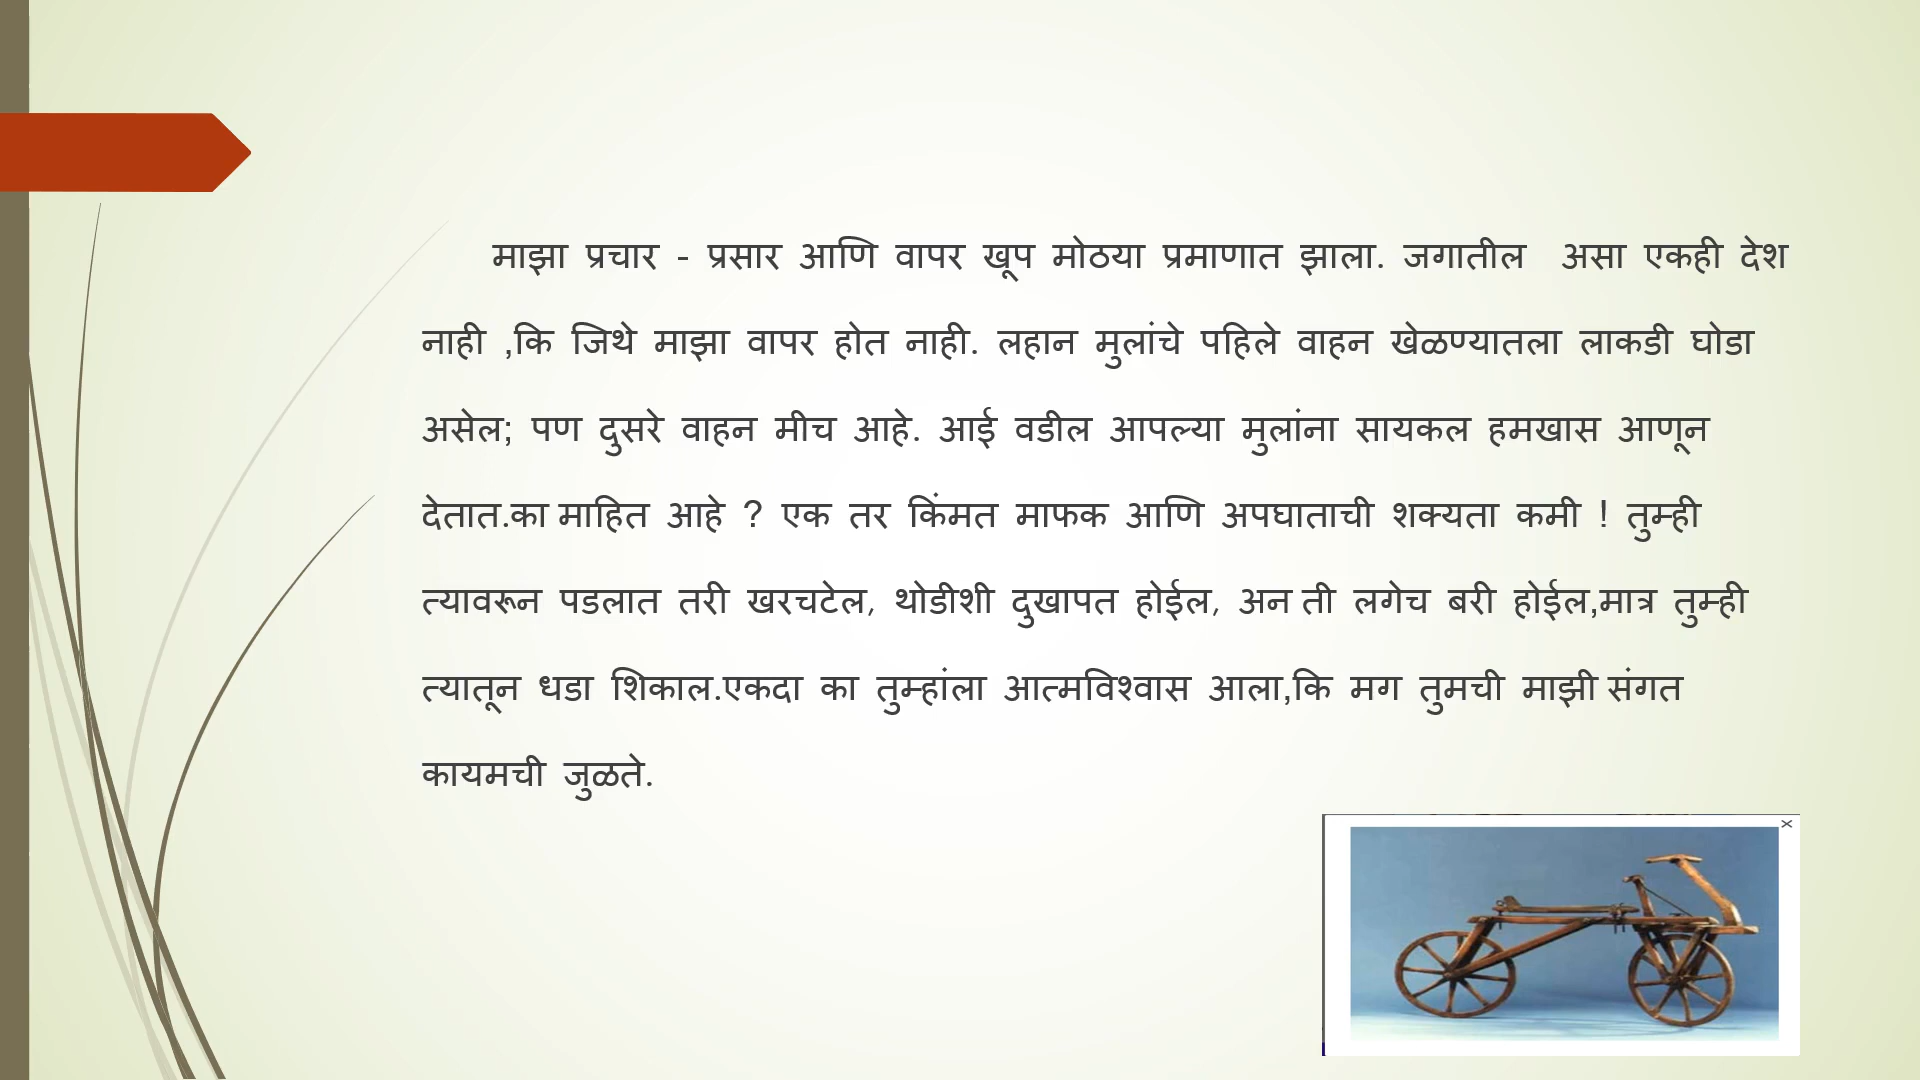 माझा प्रचार - प्रसार आणि वापर खूप मोठया प्रमाणात झाला. जगातील असा एकही देश
नाही ,कि जिथे माझा वापर होत नाही. लहान मुलांचे पहिले वाहन खेळण्यातला लाकडी घोडा
असेल; पण दुसरे वाहन मीच आहे. आई वडील आपल्या मुलांना सायकल हमखास आणून
देतात.का माहित आहे ? एक तर किंमत माफक आणि अपघाताची शक्यता कमी ! तुम्ही
त्यावरून पडलात तरी खरचटेल, थोडीशी दुखापत होईल, अन ती लगेच बरी होईल,मात्र तुम्ही
त्यातून धडा शिकाल.एकदा का तुम्हांला आत्मविश्वास आला,कि मग तुमची माझी संगत
कायमची जुळते.